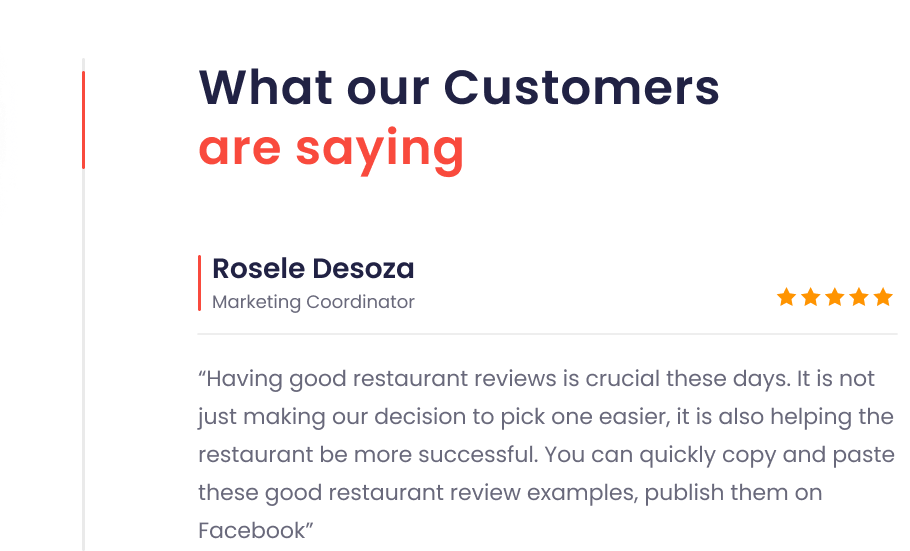 What our Customers
are saying
Rosele Desoza
Marketing Coordinator
“Having good restaurant reviews is crucial these days. It is not
just making our decision to pick one easier, it is also helping the
restaurant be more successful. You can quickly copy and paste
these good restaurant review examples, publish them on
Facebook”